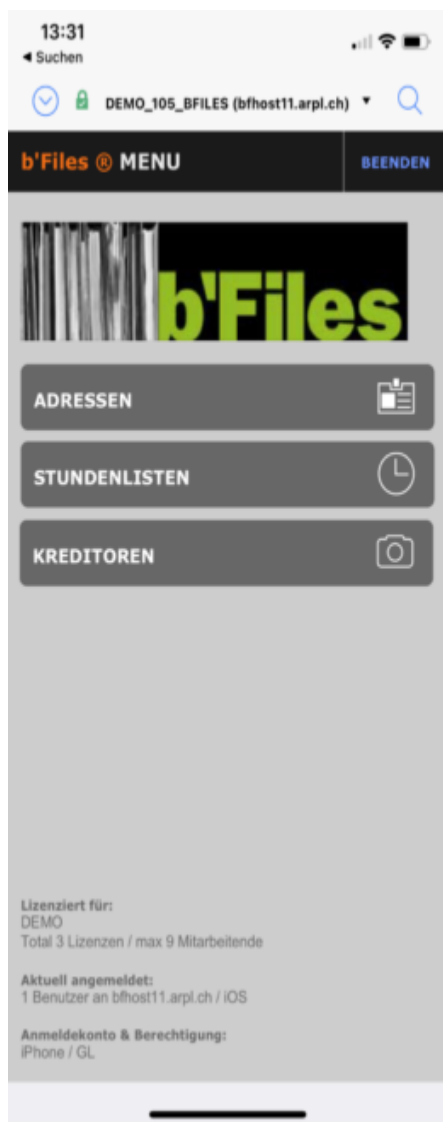 13:31
◀ Suchen
DEMO_105_BFILES (bfhost11.arpl.ch) ▼
b'Files ® MENU
BEENDEN
b'Files
ADRESSEN
STUNDENLISTEN
KREDITOREN
Lizenziert für:
DEMO
Total 3 Lizenzen / max 9 Mitarbeitende
Aktuell angemeldet:
1 Benutzer an bfhost11.arpl.ch / iOS
Anmeldekonto & Berechtigung:
iPhone / GL